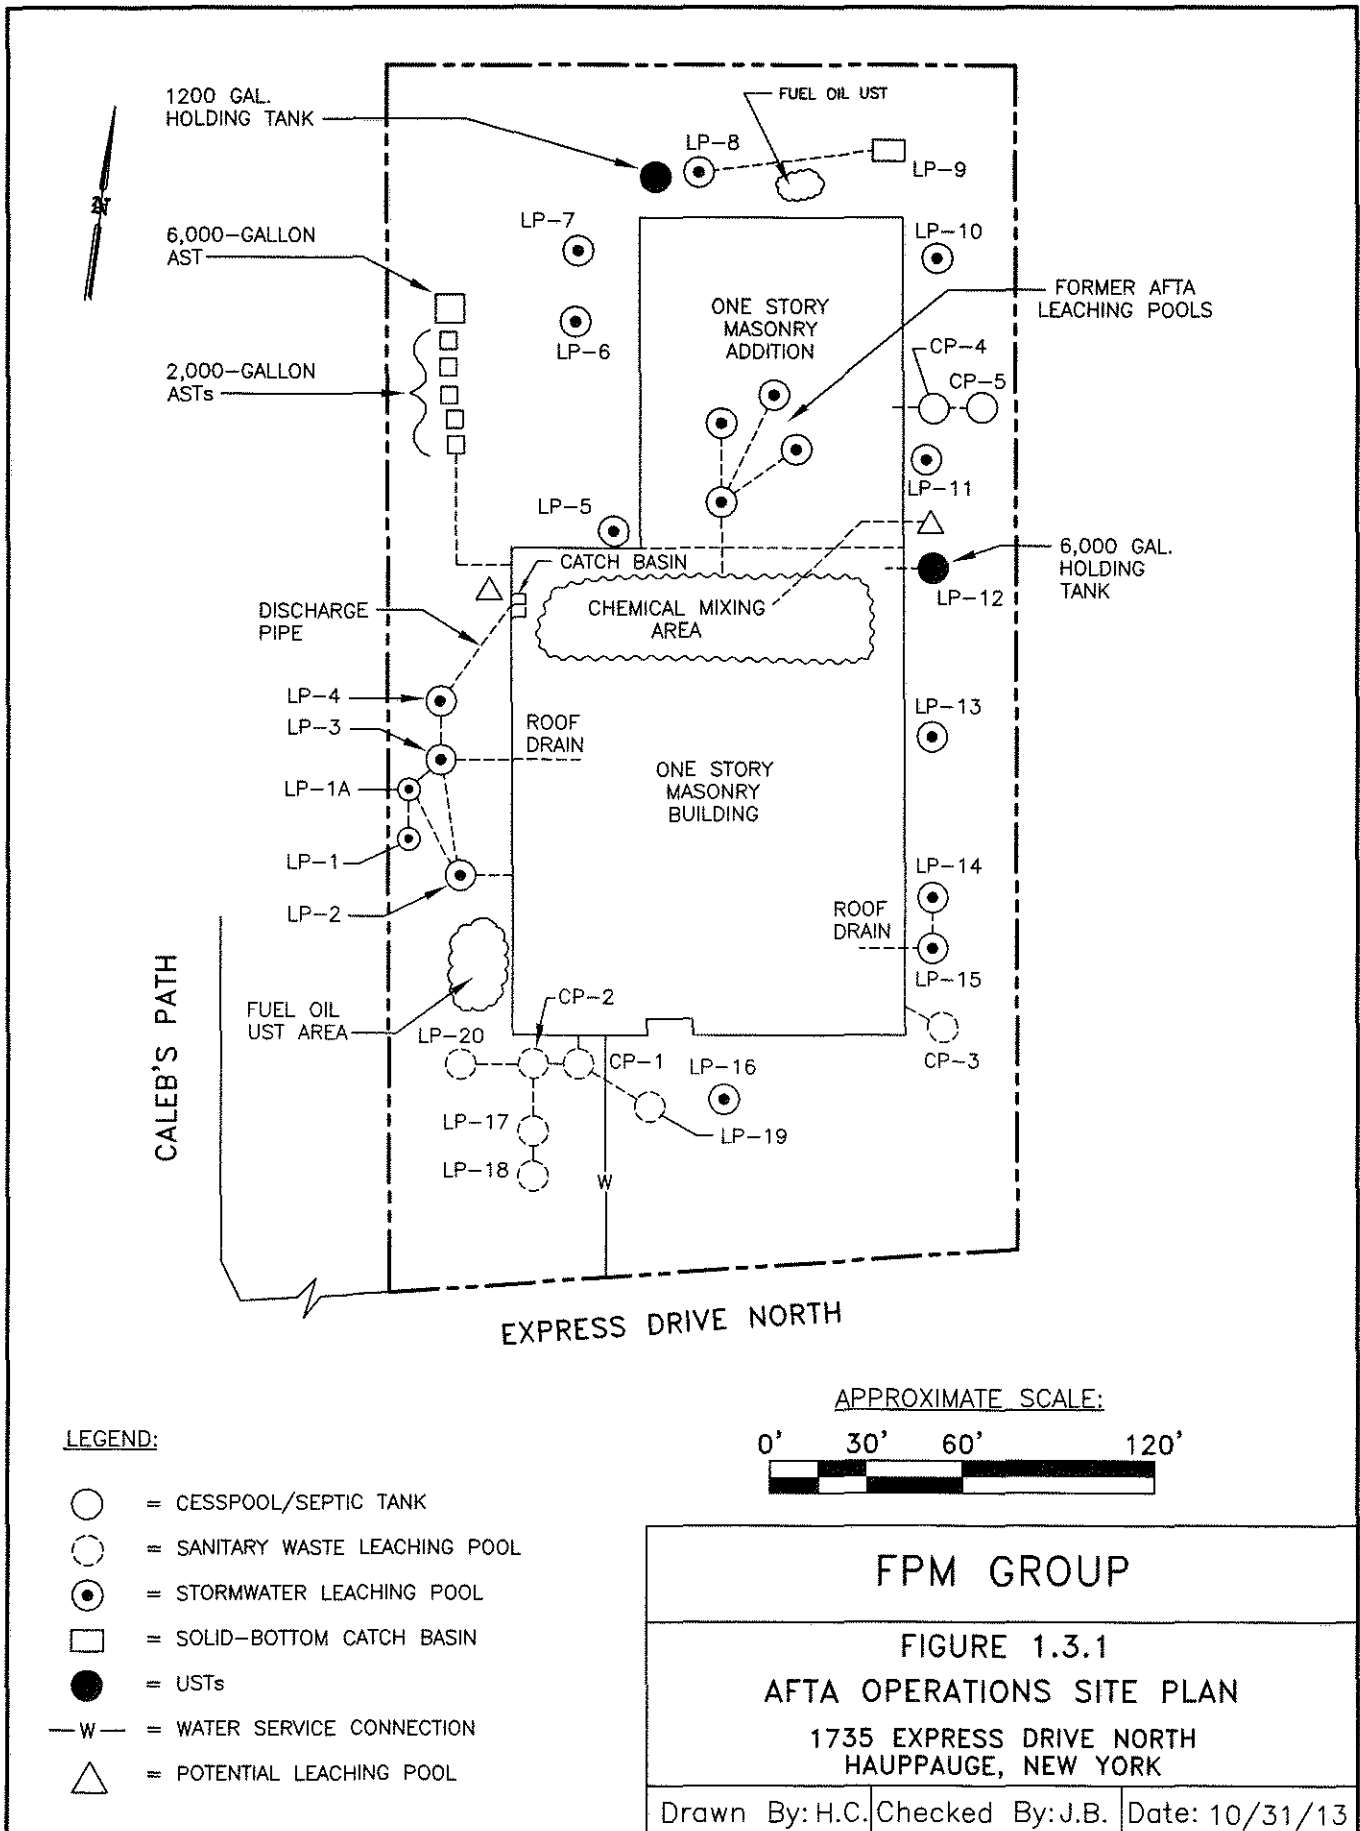 1200 GAL.
HOLDING TANK
FUEL OIL UST
LP-8
LP-9
N
LP-7
LP-10
6,000-GALLON
AST
FORMER AFTA
LEACHING POOLS
ONE STORY
MASONRY
ADDITION
LP-6
CP-4
CP-5
2,000-GALLON
ASTs
LP-11
LP-5
6,000 GAL.
HOLDING
TANK
CATCH BASIN
LP-12
DISCHARGE
PIPE
CHEMICAL MIXING
AREA
LP-4
LP-3
ROOF
DRAIN
LP-13
LP-1A
ONE STORY
MASONRY
BUILDING
LP-1
LP-14
LP-2
ROOF
DRAIN
LP-15
CALEB'S PATH
FUEL OIL
UST AREA
CP-2
LP-20
CP-1
LP-16
CP-3
LP-17
LP-19
LP-18
W
EXPRESS DRIVE NORTH
APPROXIMATE SCALE:
0' 30' 60' 120'
LEGEND:
= CESSPOOL/SEPTIC TANK
= SANITARY WASTE LEACHING POOL
= STORMWATER LEACHING POOL
= SOLID-BOTTOM CATCH BASIN
= USTs
W = WATER SERVICE CONNECTION
= POTENTIAL LEACHING POOL
FPM GROUP
FIGURE 1.3.1
AFTA OPERATIONS SITE PLAN
1735 EXPRESS DRIVE NORTH
HAUPPAUGE, NEW YORK
Drawn By: H.C. Checked By: J.B. Date: 10/31/13